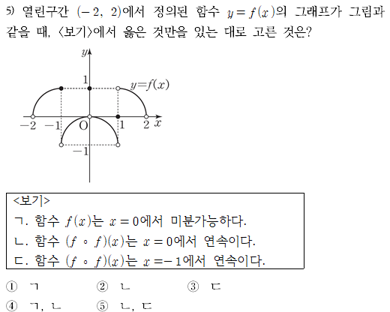 5) 열린구간 (−2, 2)에서 정의된 함수 y=f(x)의 그래프가 그림과
같을 때, <보기>에서 옳은 것만을 있는 대로 고른 것은?
y
1
y=f(x)
−2 −1 O 1 2 x
−1
<보기>
ㄱ. 함수 f(x)는 x=0에서 미분가능하다.
ㄴ. 함수 (f ∘ f)(x)는 x=0에서 연속이다.
ㄷ. 함수 (f ∘ f)(x)는 x=−1에서 연속이다.
① ㄱ ② ㄴ ③ ㄷ
④ ㄱ, ㄴ ⑤ ㄴ, ㄷ